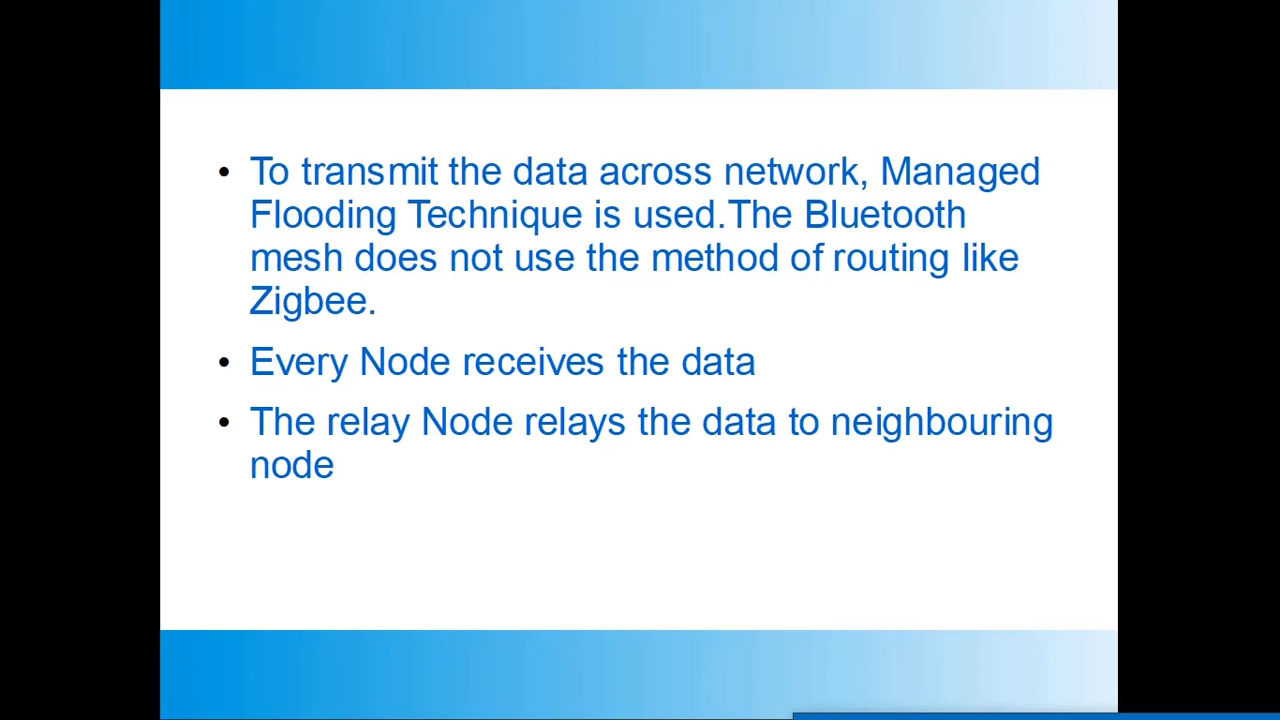 • To transmit the data across network, Managed
Flooding Technique is used.The Bluetooth
mesh does not use the method of routing like
Zigbee.
• Every Node receives the data
• The relay Node relays the data to neighbouring
node